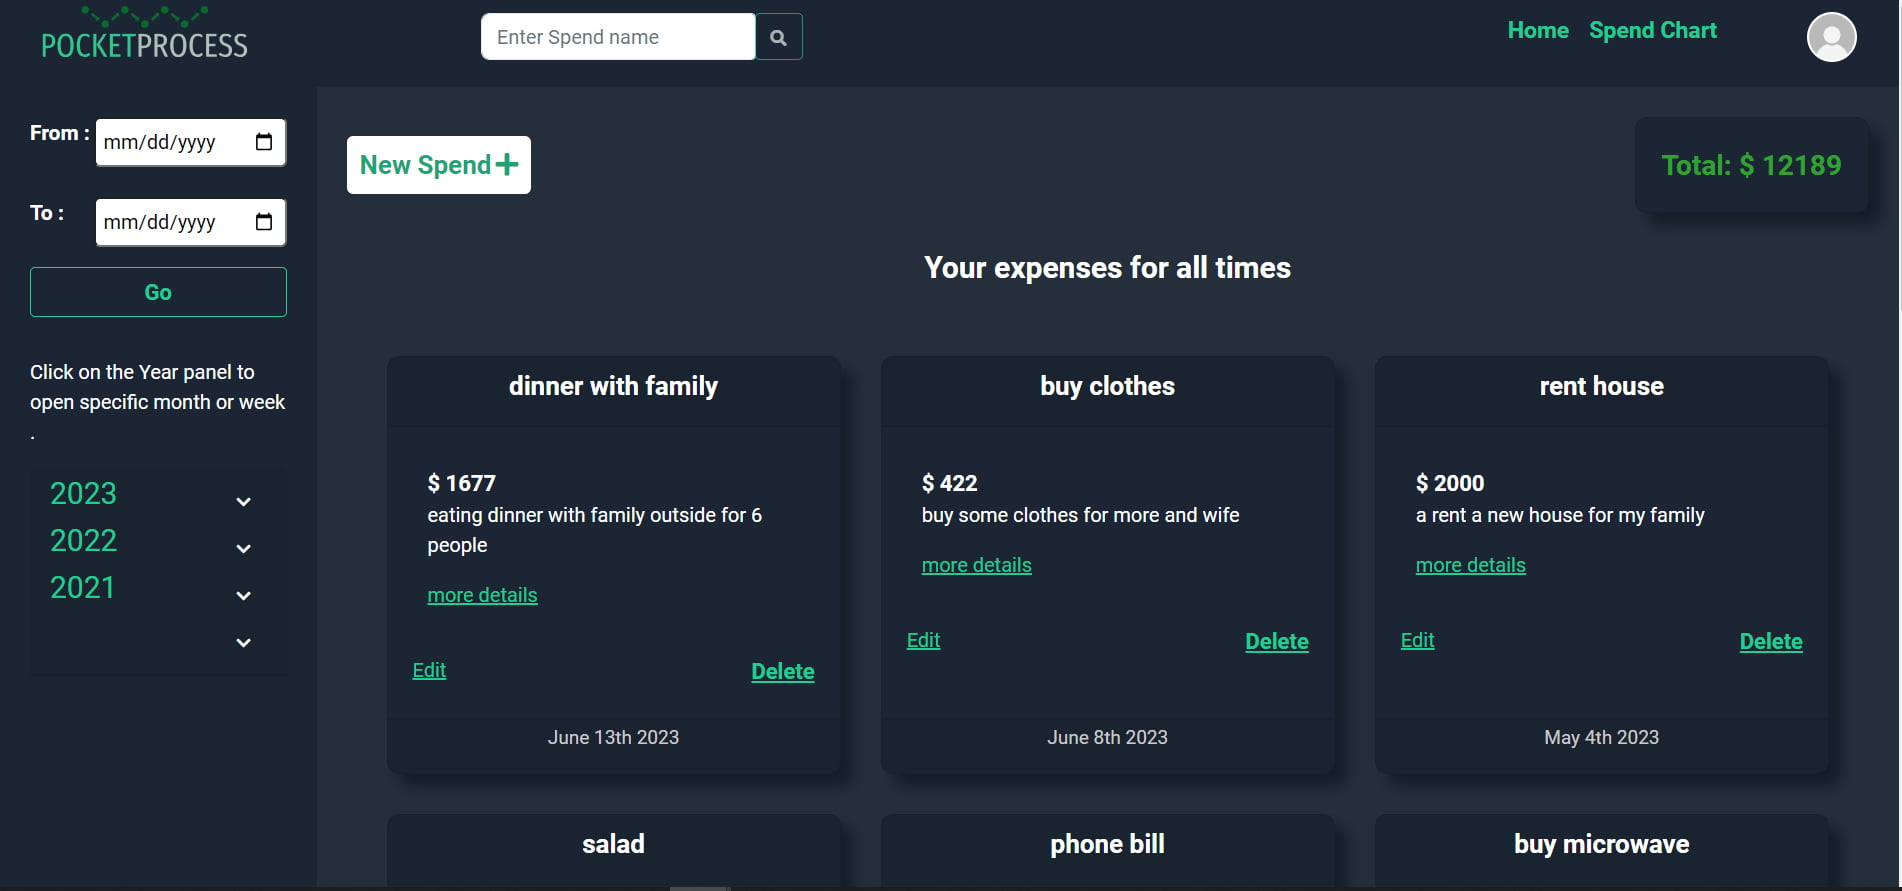 POCKETPROCESS
Enter Spend name
Home Spend Chart
From : mm/dd/yyyy
To : mm/dd/yyyy
Go
Click on the Year panel to
open specific month or week
.
2023
2022
2021
New Spend+
Total: $ 12189
Your expenses for all times
dinner with family
$ 1677
eating dinner with family outside for 6
people
more details
Edit Delete
June 13th 2023
buy clothes
$ 422
buy some clothes for more and wife
more details
Edit Delete
June 8th 2023
rent house
$ 2000
a rent a new house for my family
more details
Edit Delete
May 4th 2023
salad
phone bill
buy microwave